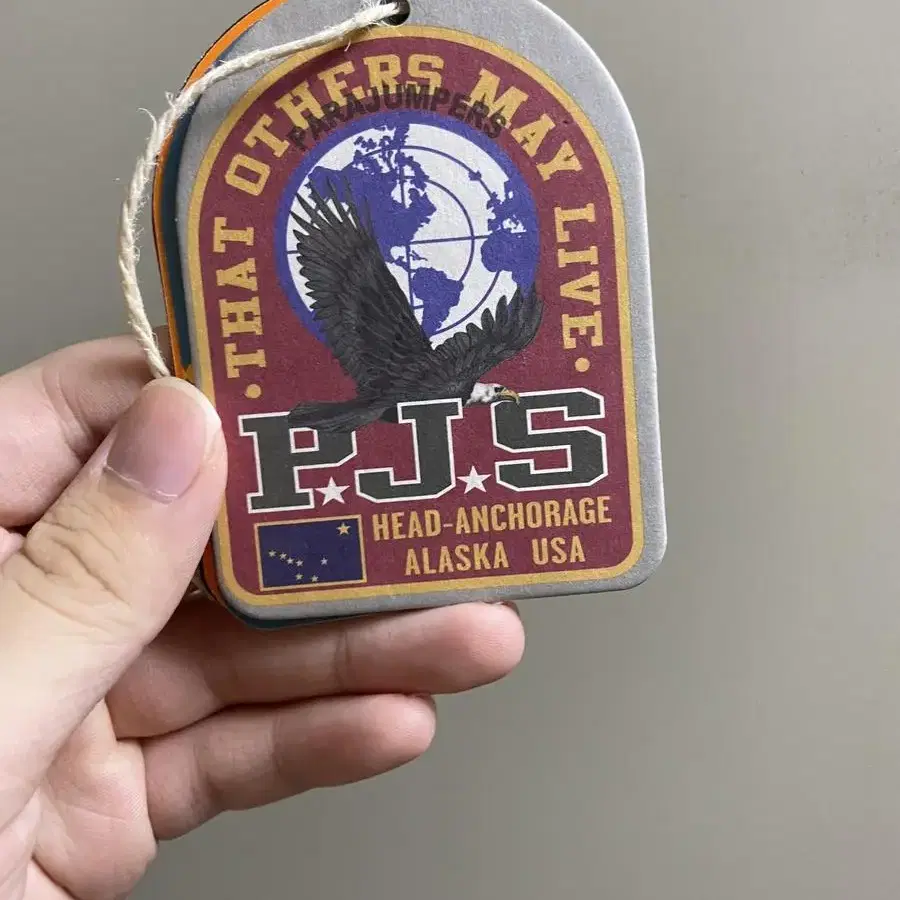 ·THAT OTHERS MAY LIVE·
PARAJUMPERS
P.J.S
HEAD-ANCHORAGE
ALASKA USA